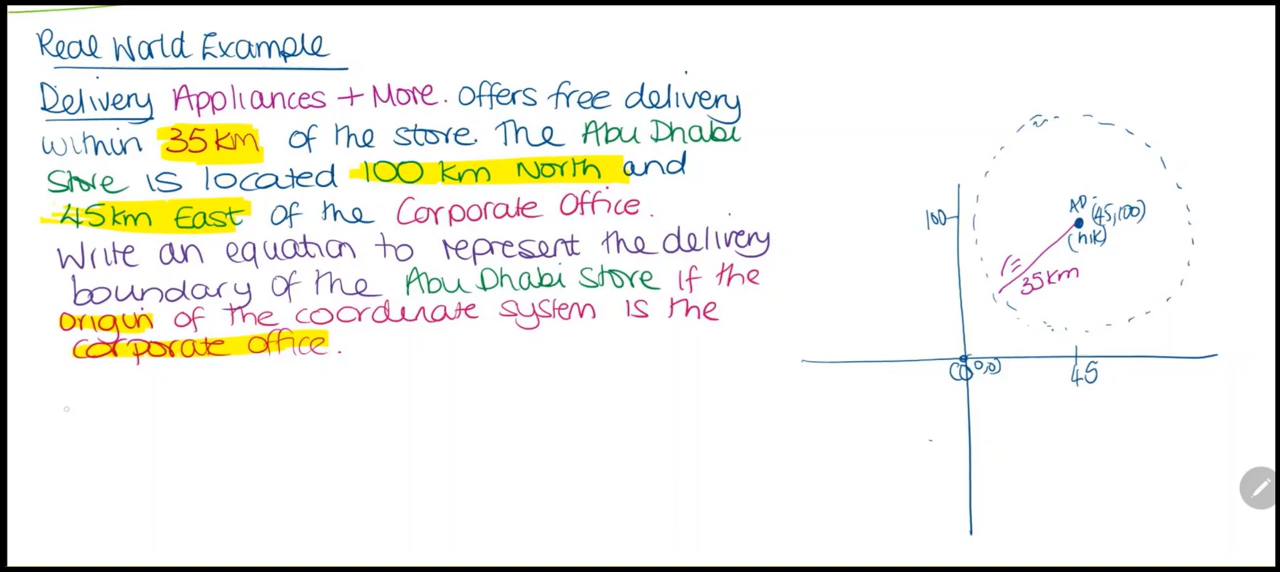 Real World Example
Delivery Appliances + More. offers free delivery
within 35km of the store. The Abu Dhabi
Store is located 100 km North and
45km East of the Corporate Office.
Write an equation to represent the delivery
boundary of the Abu Dhabi Store if the
origin of the coordinate system is the
corporate office.
100
AD (45,100)
(h,k)
r=
35km
(0,0)
45